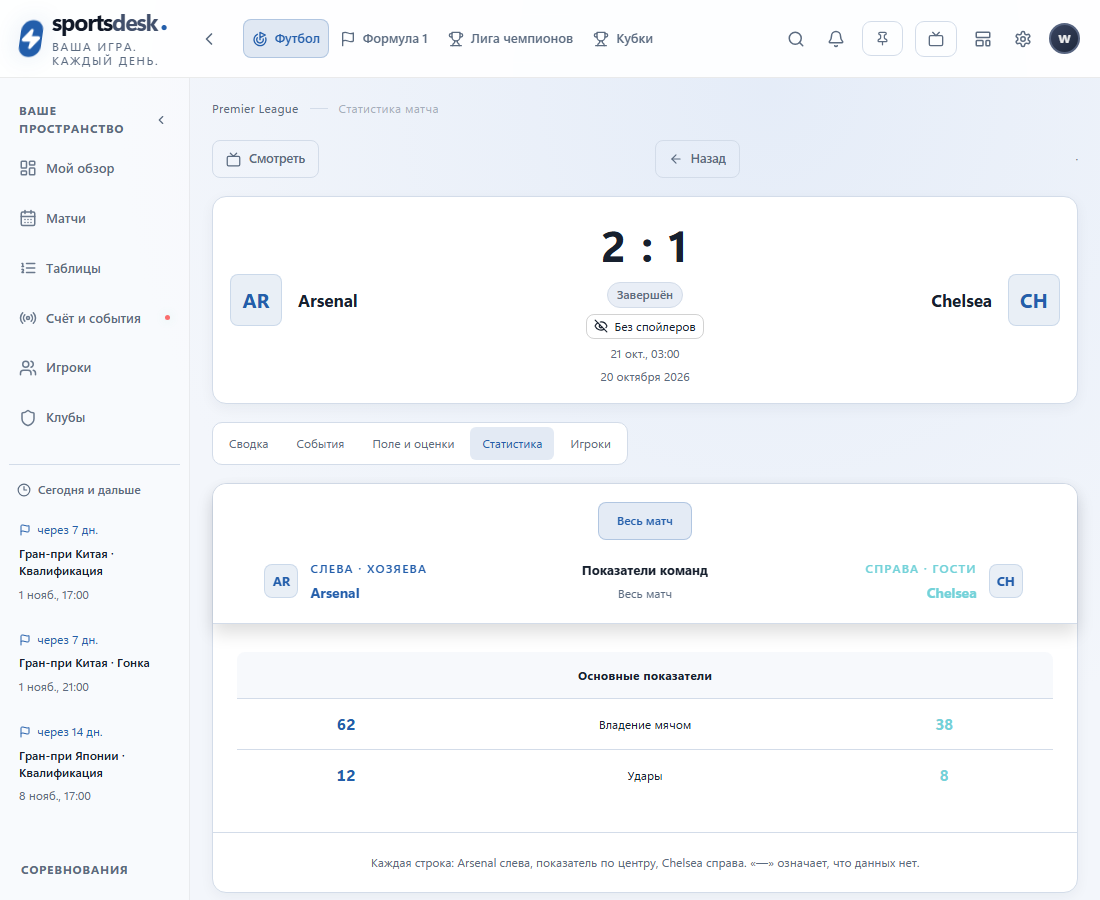 sportsdesk.
ВАША ИГРА.
КАЖДЫЙ ДЕНЬ.
Футбол
Формула 1
Лига чемпионов
Кубки
W
ВАШЕ
ПРОСТРАНСТВО
Мой обзор
Матчи
Таблицы
Счёт и события
Игроки
Клубы
Сегодня и дальше
через 7 дн.
Гран-при Китая ·
Квалификация
1 нояб., 17:00
через 7 дн.
Гран-при Китая · Гонка
1 нояб., 21:00
через 14 дн.
Гран-при Японии ·
Квалификация
8 нояб., 17:00
СОРЕВНОВАНИЯ
Premier League — Статистика матча
Смотреть
Назад
·
AR Arsenal
2 : 1
Завершён
Без спойлеров
21 окт., 03:00
20 октября 2026
Chelsea CH
Сводка
События
Поле и оценки
Статистика
Игроки
Весь матч
AR
СЛЕВА · ХОЗЯЕВА
Arsenal
Показатели команд
Весь матч
СПРАВА · ГОСТИ
Chelsea
CH
Основные показатели
62 Владение мячом 38
12 Удары 8
Каждая строка: Arsenal слева, показатель по центру, Chelsea справа. «—» означает, что данных нет.